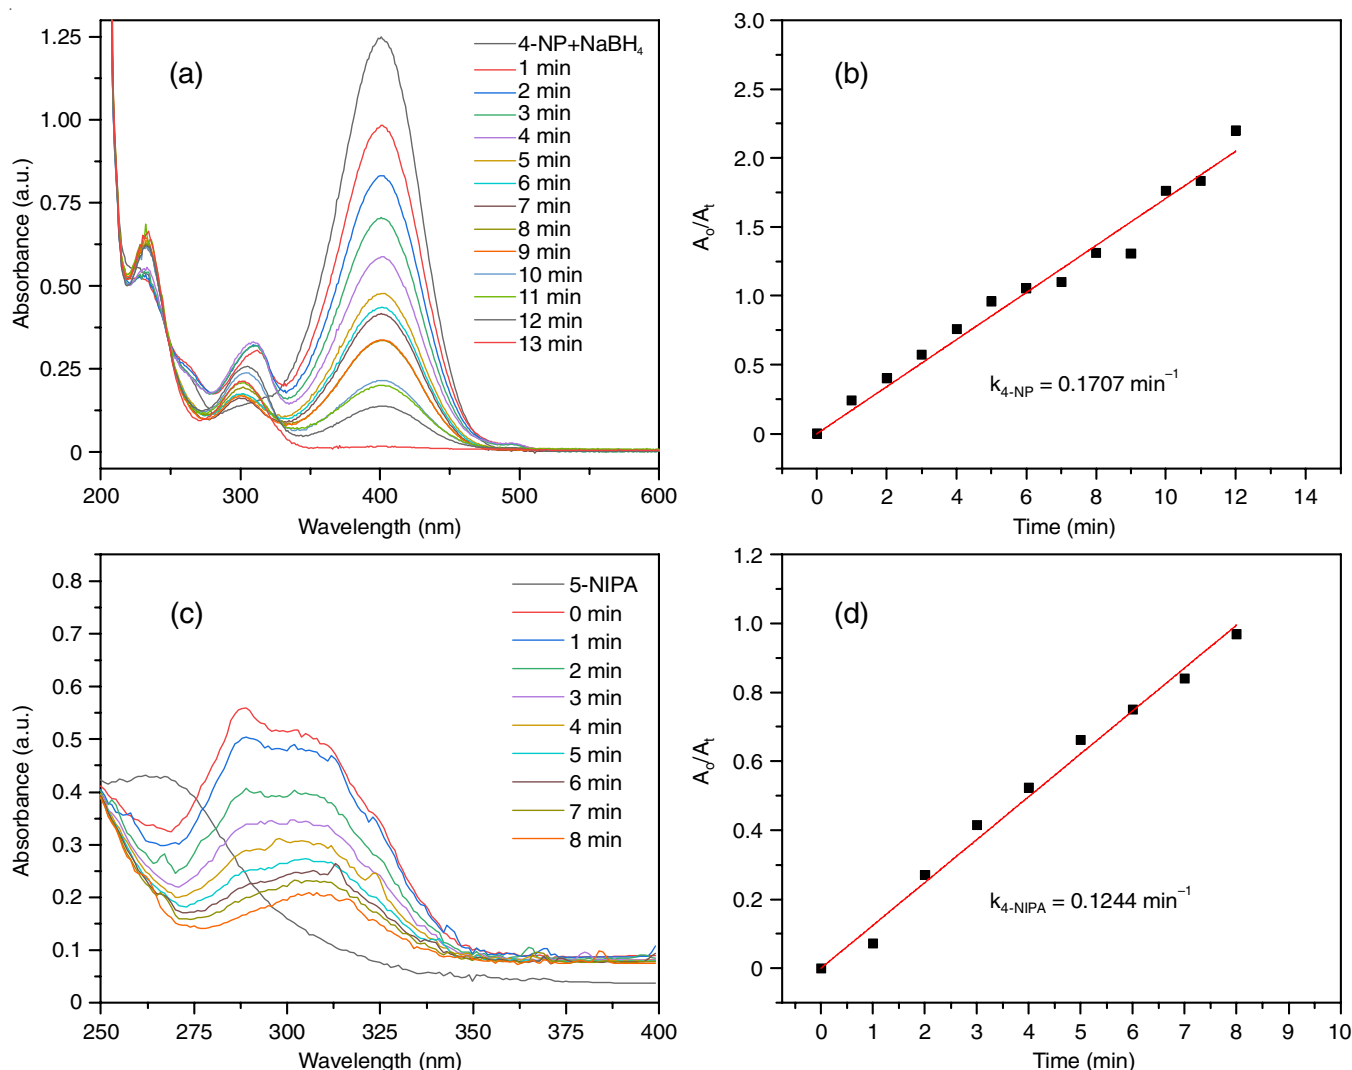 (a)
1.25
1.00
0.75
0.50
0.25
0
Absorbance (a.u.)
200
250
300
350
400
450
500
550
600
Wavelength (nm)
4-NP+NaBH₄
1 min
2 min
3 min
4 min
5 min
6 min
7 min
8 min
9 min
10 min
11 min
12 min
13 min
(b)
3.0
2.5
2.0
1.5
1.0
0.5
0
A₀/Aₜ
0
2
4
6
8
10
12
14
Time (min)
k₄₋NP = 0.1707 min⁻¹
(c)
0.8
0.7
0.6
0.5
0.4
0.3
0.2
0.1
0
Absorbance (a.u.)
250
275
300
325
350
375
400
Wavelength (nm)
5-NIPA
0 min
1 min
2 min
3 min
4 min
5 min
6 min
7 min
8 min
(d)
1.2
1.0
0.8
0.6
0.4
0.2
0
A₀/Aₜ
0
1
2
3
4
5
6
7
8
9
10
Time (min)
k₄₋NIPA = 0.1244 min⁻¹